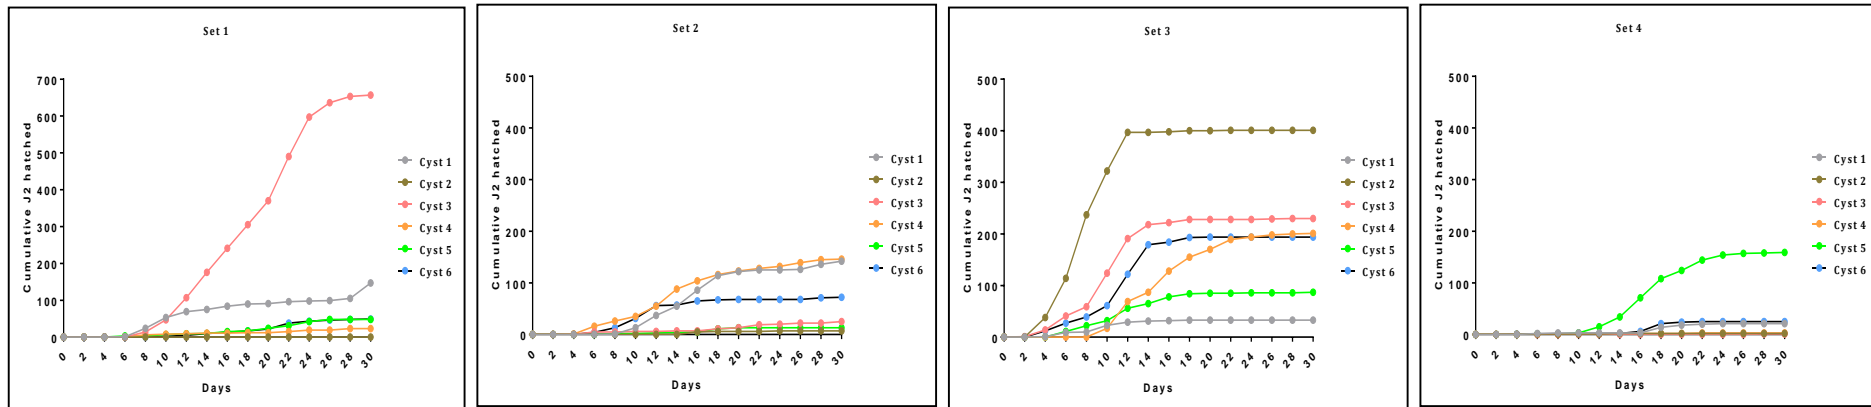 Set 1
Cumulative J2 hatched
700
600
500
400
300
200
100
0
0 2 4 6 8 10 12 14 16 18 20 22 24 26 28 30
Days
Cyst 1
Cyst 2
Cyst 3
Cyst 4
Cyst 5
Cyst 6
Set 2
Cumulative J2 hatched
500
400
300
200
100
0
0 2 4 6 8 10 12 14 16 18 20 22 24 26 28 30
Days
Cyst 1
Cyst 2
Cyst 3
Cyst 4
Cyst 5
Cyst 6
Set 3
Cumulative J2 hatched
500
400
300
200
100
0
0 2 4 6 8 10 12 14 16 18 20 22 24 26 28 30
Days
Cyst 1
Cyst 2
Cyst 3
Cyst 4
Cyst 5
Cyst 6
Set 4
Cumulative J2 hatched
500
400
300
200
100
0
0 2 4 6 8 10 12 14 16 18 20 22 24 26 28 30
Days
Cyst 1
Cyst 2
Cyst 3
Cyst 4
Cyst 5
Cyst 6